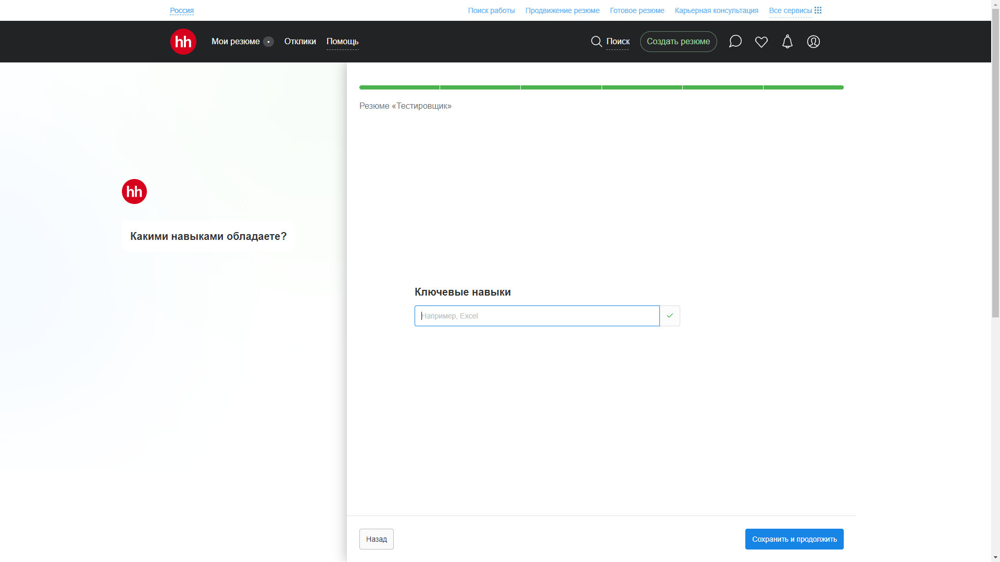 Россия
Поиск работы
Продвижение резюме
Готовое резюме
Карьерная консультация
Все сервисы
hh
Мои резюме
Отклики
Помощь
Поиск
Создать резюме
Резюме «Тестировщик»
hh
Какими навыками обладаете?
Ключевые навыки
Например, Excel
Назад
Сохранить и продолжить